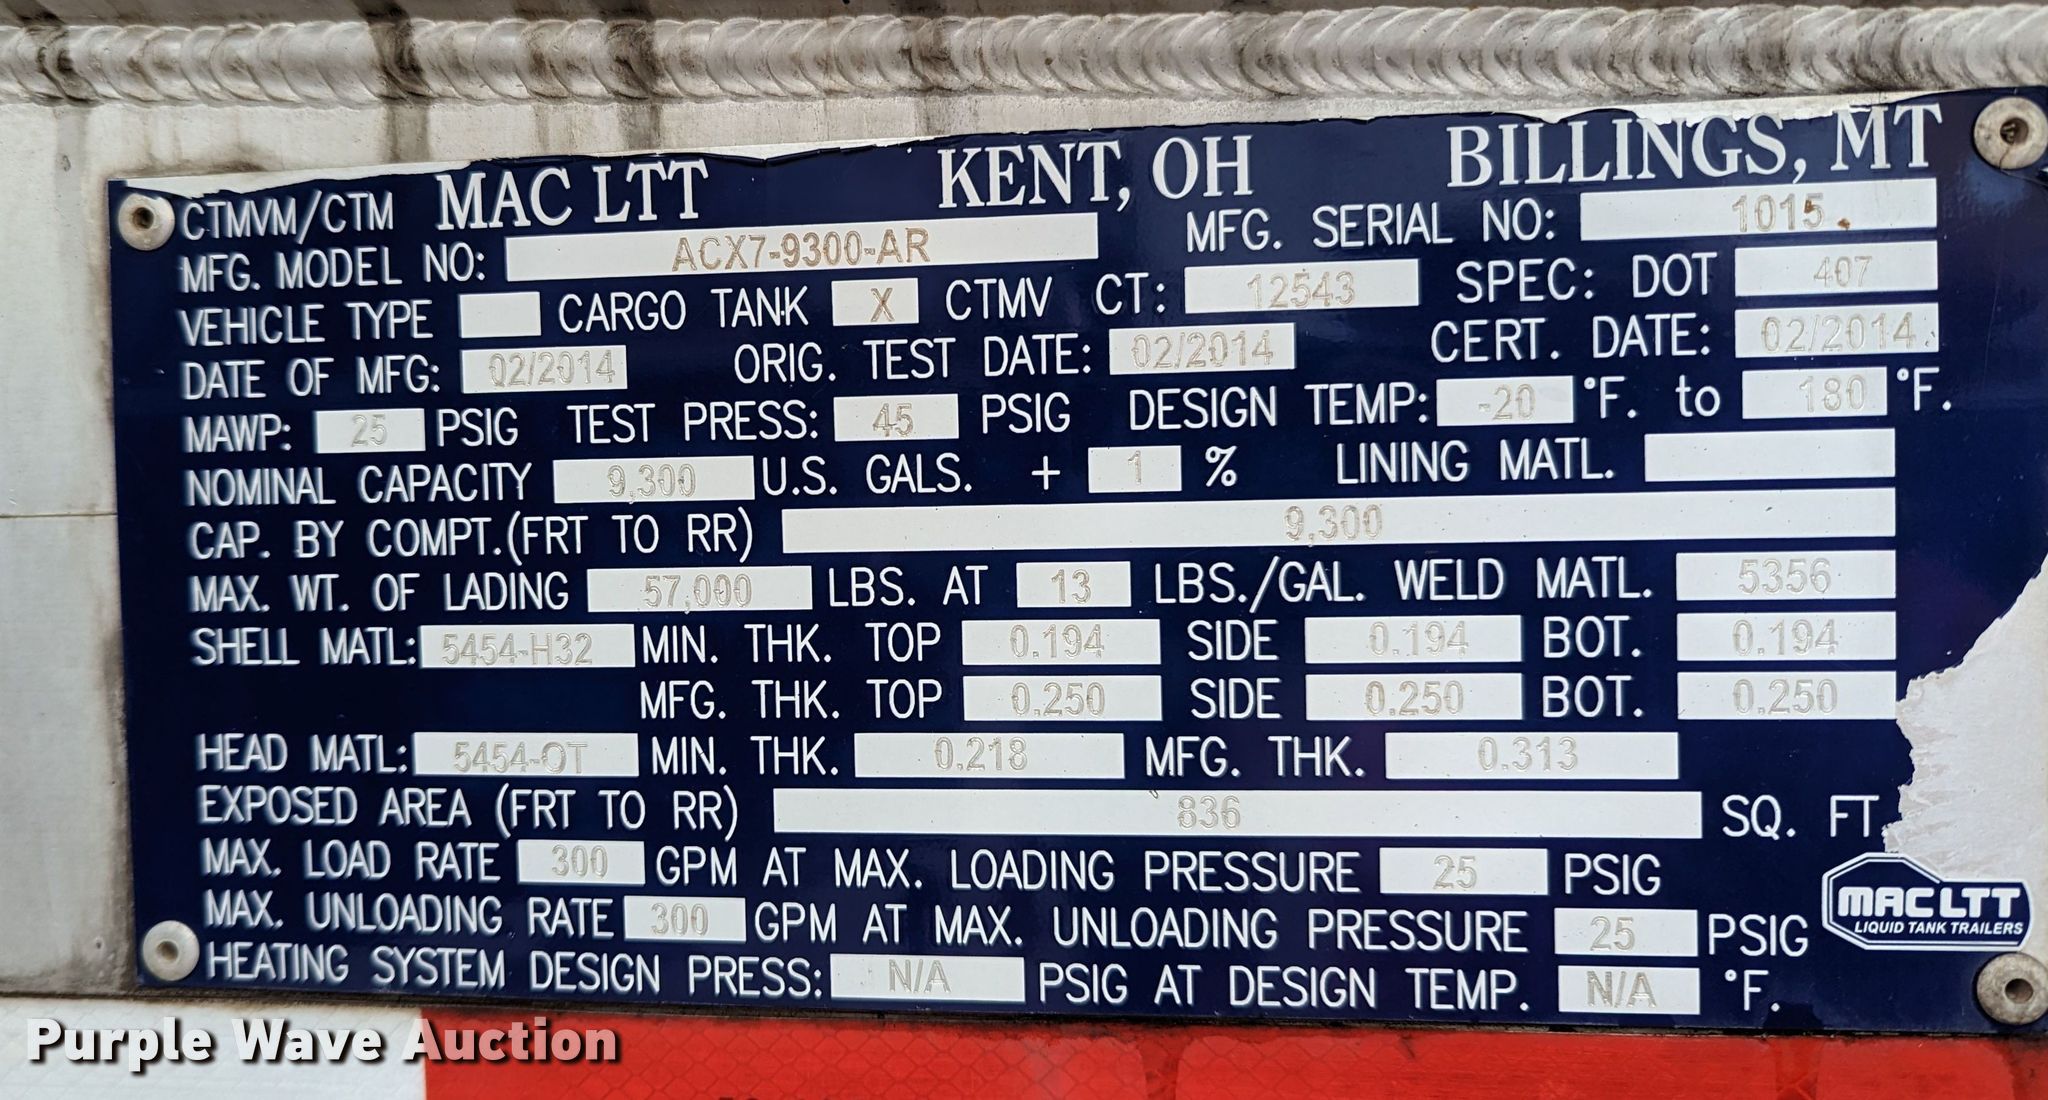 CTMVM/CTM MAC LTT KENT, OH BILLINGS, MT
MFG. MODEL NO: ACX7-9300-AR MFG. SERIAL NO: 1015
VEHICLE TYPE CARGO TANK X CTMV CT: 12543 SPEC: DOT 407
DATE OF MFG: 02/2014 ORIG. TEST DATE: 02/2014 CERT. DATE: 02/2014
MAWP: 25 PSIG TEST PRESS: 45 PSIG DESIGN TEMP: -20 °F. to 180 °F.
NOMINAL CAPACITY 9,300 U.S. GALS. + 1 % LINING MATL.
CAP. BY COMPT.(FRT TO RR) 9,300
MAX. WT. OF LADING 57,000 LBS. AT 13 LBS./GAL. WELD MATL. 5356
SHELL MATL: 5454-H32 MIN. THK. TOP 0.194 SIDE 0.194 BOT. 0.194
MFG. THK. TOP 0.250 SIDE 0.250 BOT. 0.250
HEAD MATL: 5454-OT MIN. THK. 0.218 MFG. THK. 0.313
EXPOSED AREA (FRT TO RR) 836 SQ. FT
MAX. LOAD RATE 300 GPM AT MAX. LOADING PRESSURE 25 PSIG
MAX. UNLOADING RATE 300 GPM AT MAX. UNLOADING PRESSURE 25 PSIG
HEATING SYSTEM DESIGN PRESS: N/A PSIG AT DESIGN TEMP. N/A °F.
MAC LTT
LIQUID TANK TRAILERS
Purple Wave Auction